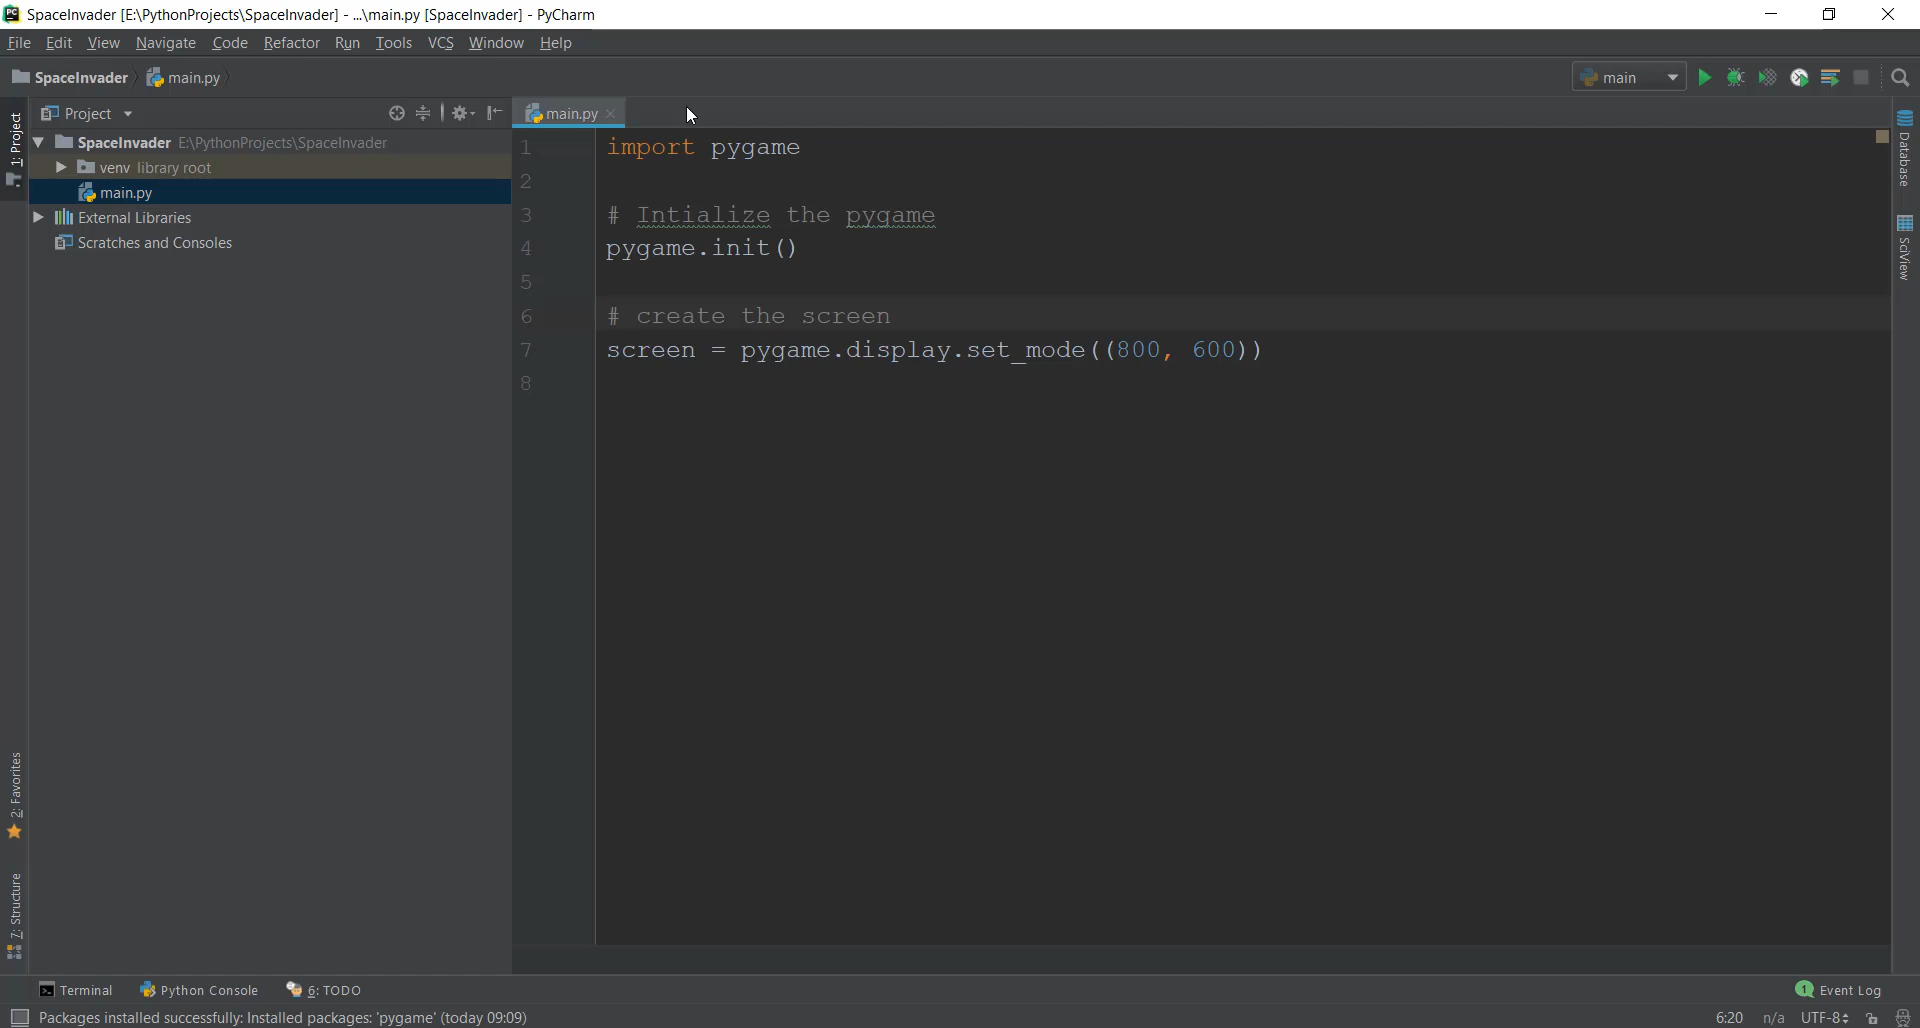 SpaceInvader [E:\PythonProjects\SpaceInvader] - ...\main.py [SpaceInvader] - PyCharm
File Edit View Navigate Code Refactor Run Tools VCS Window Help
SpaceInvader main.py main
1: Project
Project
main.py
SpaceInvader E:\PythonProjects\SpaceInvader
venv library root
main.py
External Libraries
Scratches and Consoles
1 import pygame
2
3 # Intialize the pygame
4 pygame.init()
5
6 # create the screen
7 screen = pygame.display.set_mode((800, 600))
8
Database
SciView
2: Favorites
7: Structure
Terminal Python Console 6: TODO 1 Event Log
Packages installed successfully: Installed packages: 'pygame' (today 09:09) 6:20 n/a UTF-8